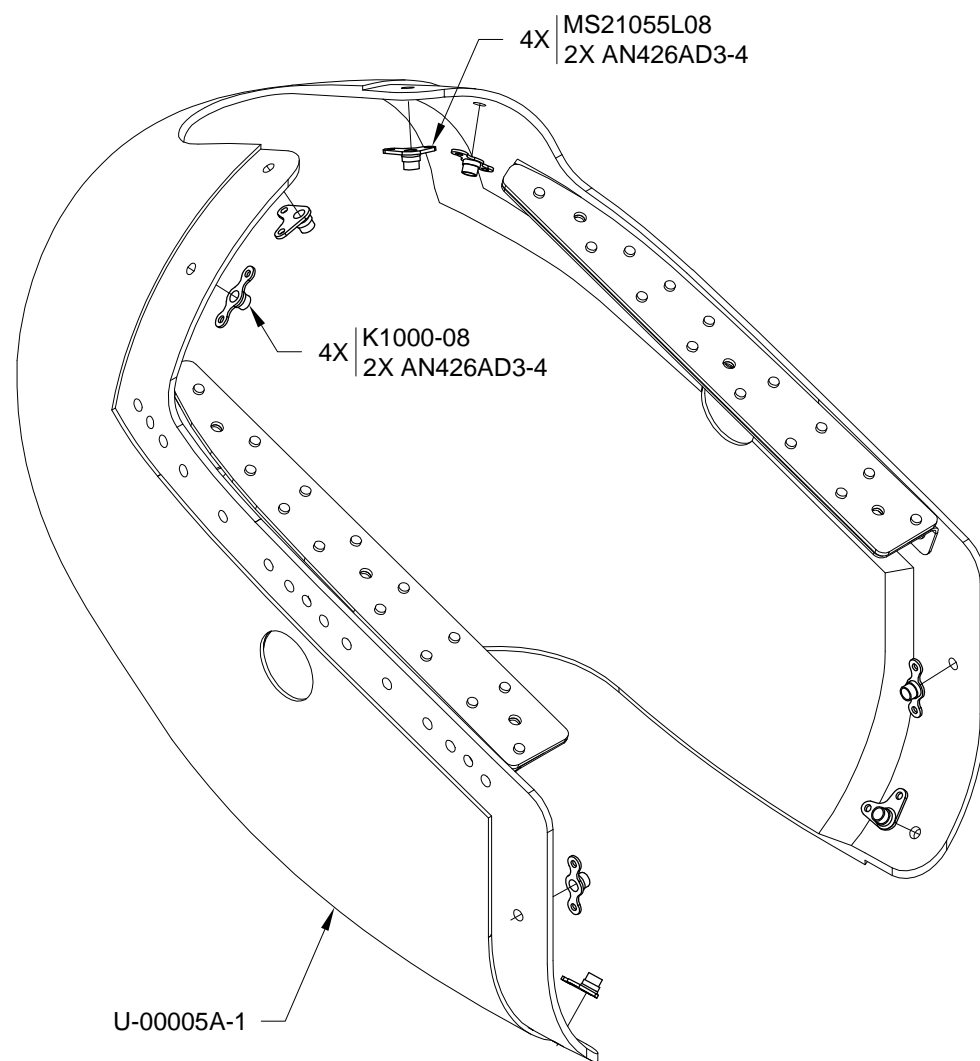 4X MS21055L08
2X AN426AD3-4
4X K1000-08
2X AN426AD3-4
U-00005A-1